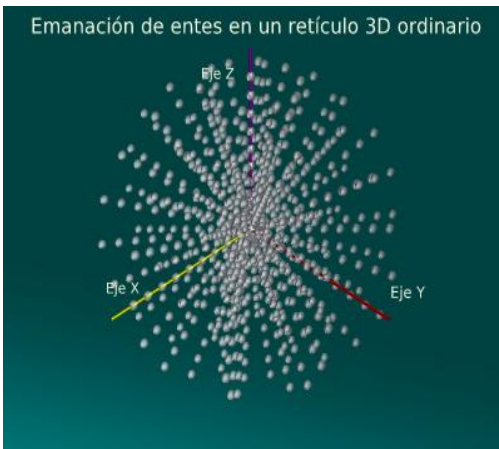 Emanación de entes en un retículo 3D ordinario
Eje Z
Eje X
Eje Y